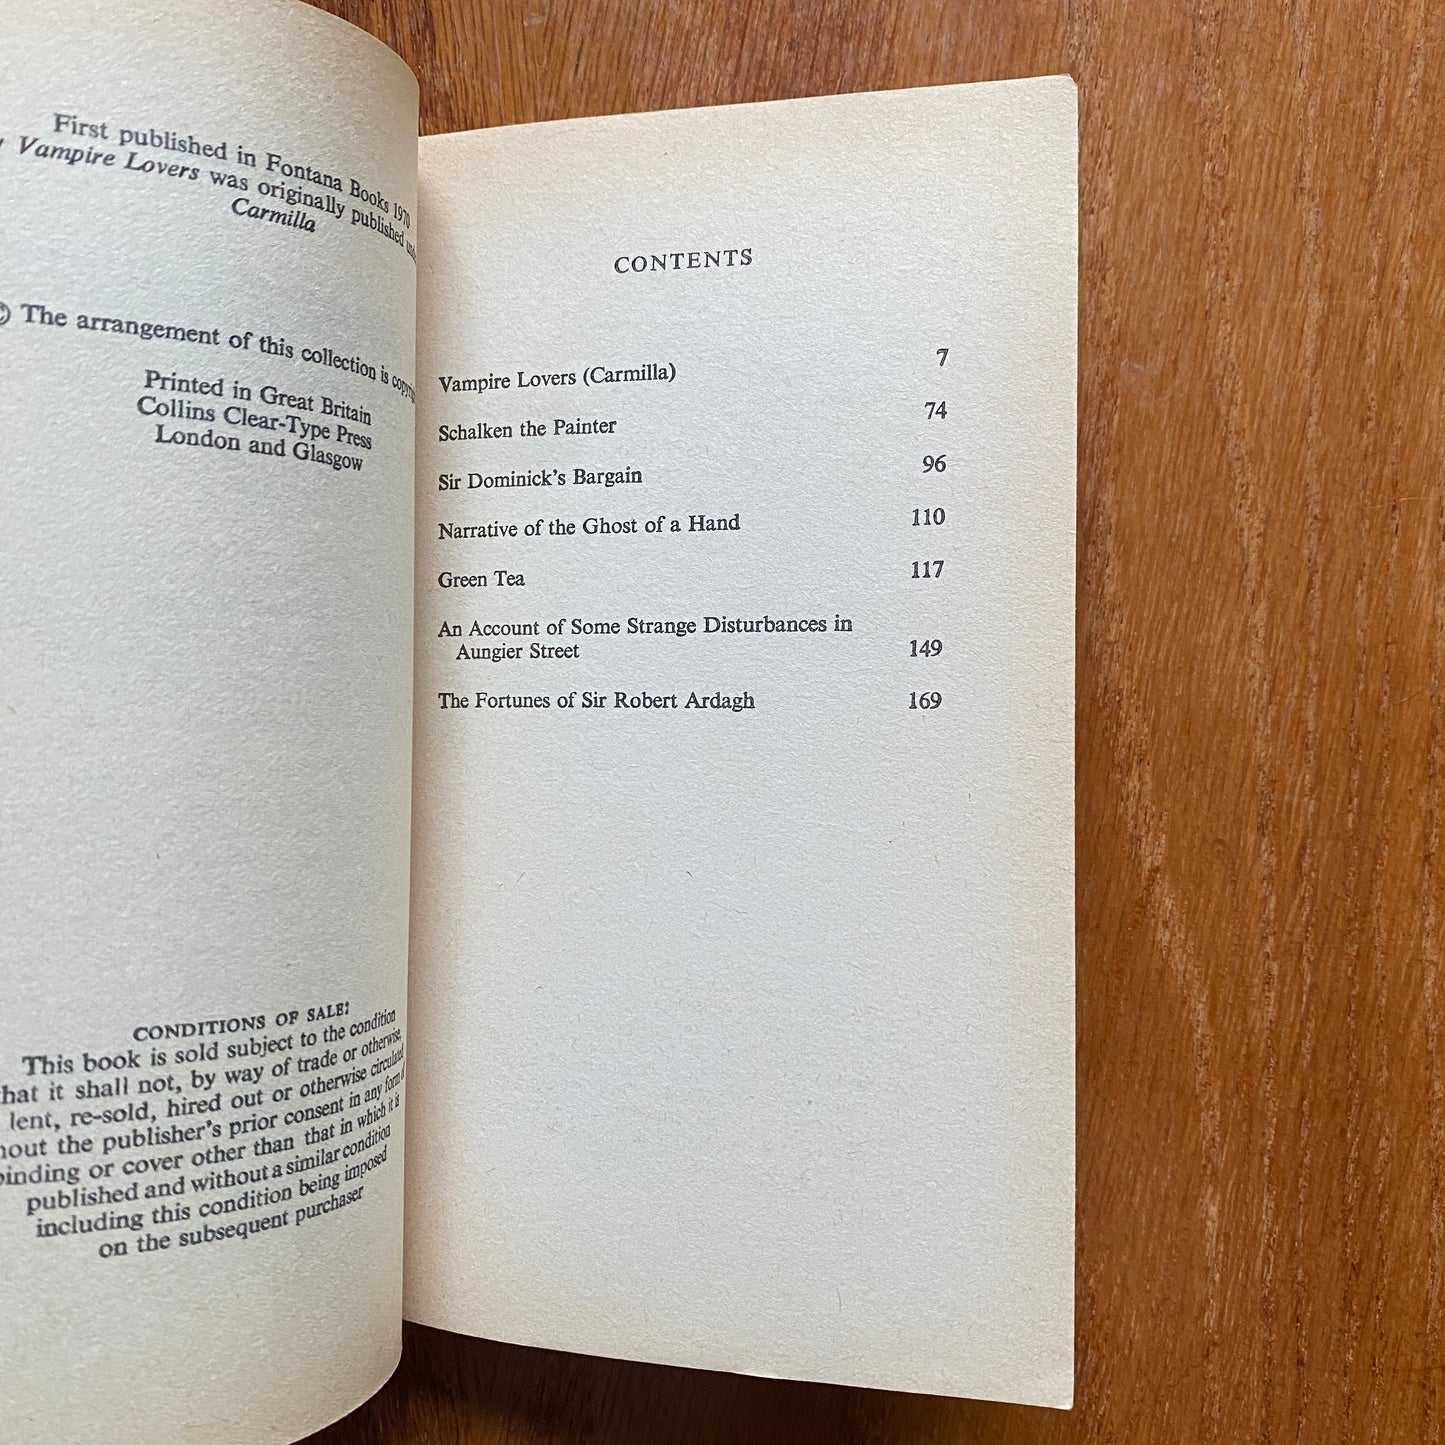 First published in Fontana Books 1970
Vampire Lovers was originally published
Carmilla
The arrangement of this collection is
Printed in Great Britain
Collins Clear-Type Press
London and Glasgow
CONDITIONS OF SALE:
This book is sold subject to the condition
that it shall not, by way of trade or otherwise,
lent, re-sold, hired out or otherwise circulated
the publisher's prior consent in any form
binding or cover other than that in which it is
published and without a similar condition
including this condition being imposed
on the subsequent purchaser
CONTENTS
Vampire Lovers (Carmilla) 7
Schalken the Painter 74
Sir Dominick's Bargain 96
Narrative of the Ghost of a Hand 110
Green Tea 117
An Account of Some Strange Disturbances in
Aungier Street 149
The Fortunes of Sir Robert Ardagh 169